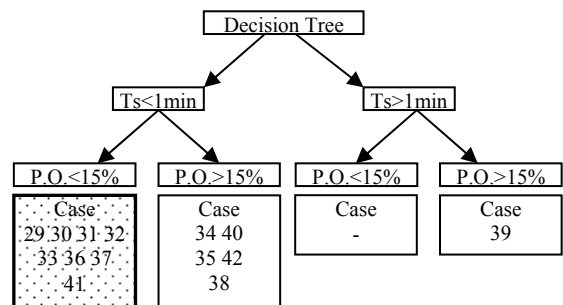 Decision Tree
Ts<1min
Ts>1min
P.O.<15%
P.O.>15%
P.O.<15%
P.O.>15%
Case
29 30 31 32
33 36 37
41
Case
34 40
35 42
38
Case
-
Case
39